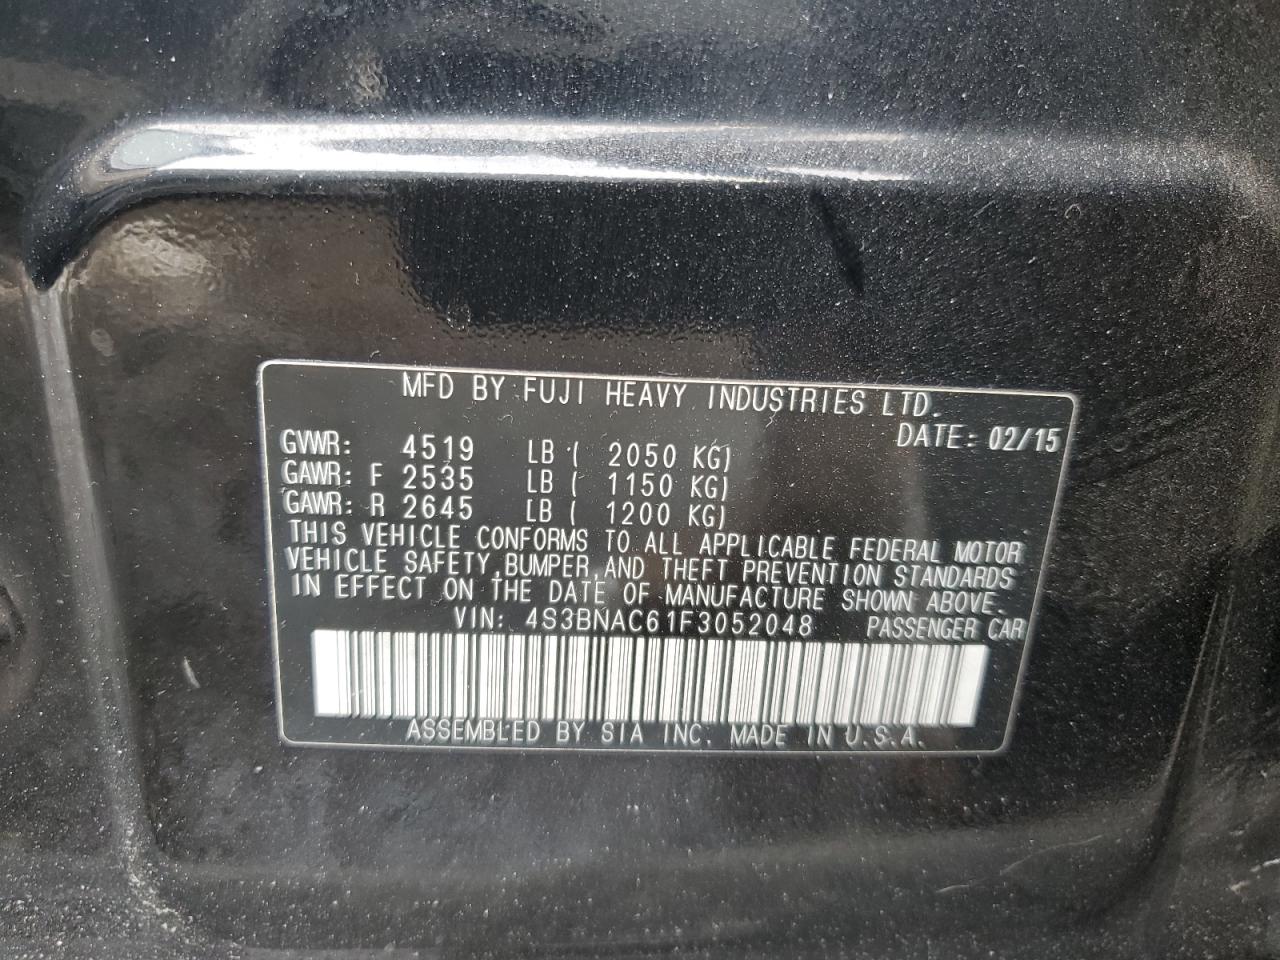 MFD BY FUJI HEAVY INDUSTRIES LTD.
DATE: 02/15
GVWR: 4519 LB ( 2050 KG)
GAWR: F 2535 LB ( 1150 KG)
GAWR: R 2645 LB ( 1200 KG)
THIS VEHICLE CONFORMS TO ALL APPLICABLE FEDERAL MOTOR
VEHICLE SAFETY,BUMPER,AND THEFT PREVENTION STANDARDS
IN EFFECT ON THE DATE OF MANUFACTURE SHOWN ABOVE.
VIN: 4S3BNAC61F3052048 PASSENGER CAR
ASSEMBLED BY SIA INC. MADE IN U.S.A.